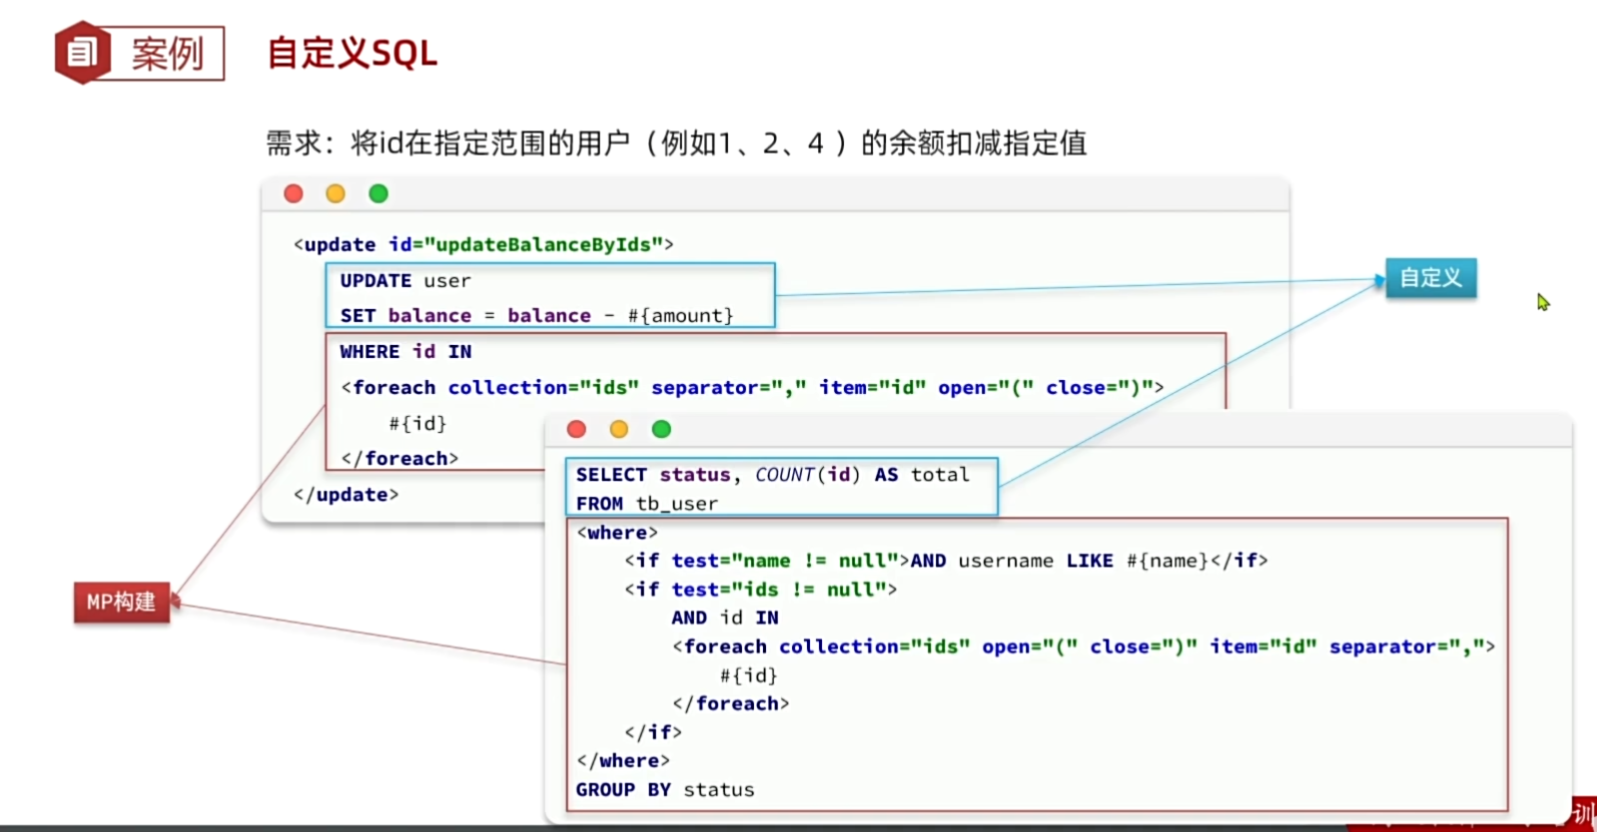 案例
自定义SQL
需求：将id在指定范围的用户（例如1、2、4 ）的余额扣减指定值
<update id="updateBalanceByIds">
UPDATE user
SET balance = balance - #{amount}
WHERE id IN
<foreach collection="ids" separator="," item="id" open="(" close=")">
#{id}
</foreach>
</update>
自定义
SELECT status, COUNT(id) AS total
FROM tb_user
<where>
<if test="name != null">AND username LIKE #{name}</if>
<if test="ids != null">
AND id IN
<foreach collection="ids" open="(" close=")" item="id" separator=",">
#{id}
</foreach>
</if>
</where>
GROUP BY status
MP构建
训